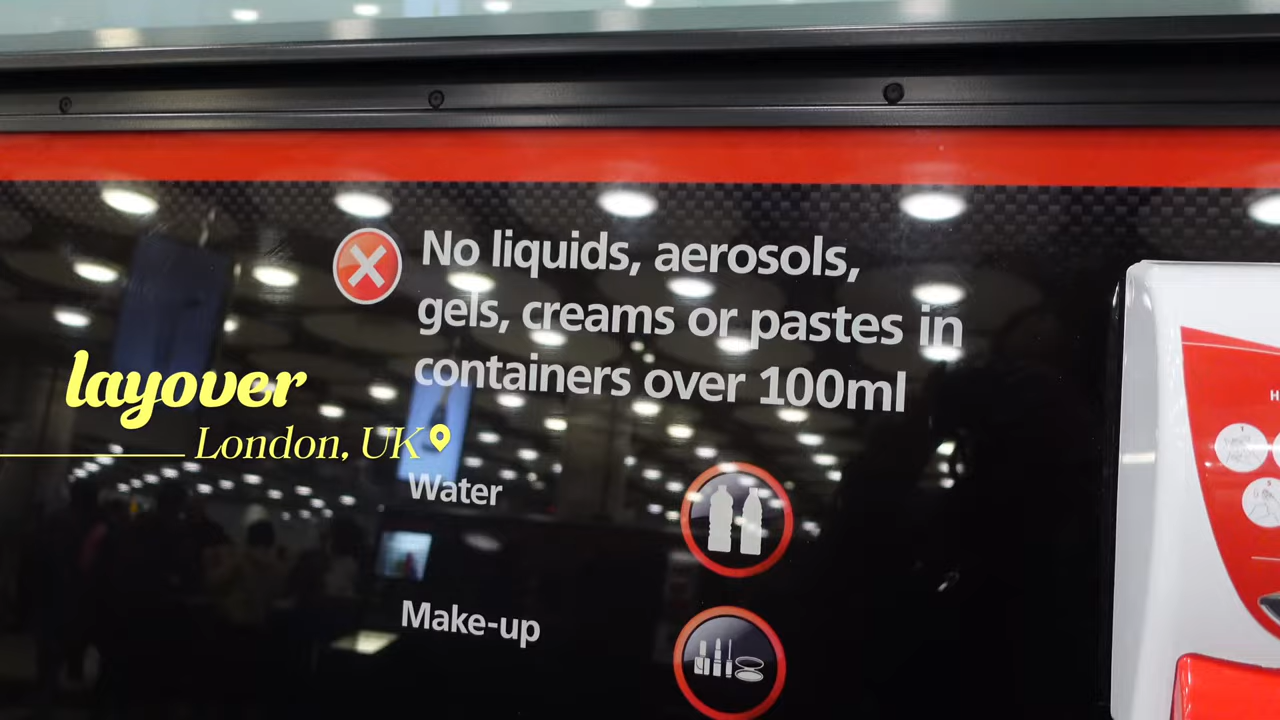 No liquids, aerosols,
gels, creams or pastes in
containers over 100ml
layover
London, UK
Water
Make-up